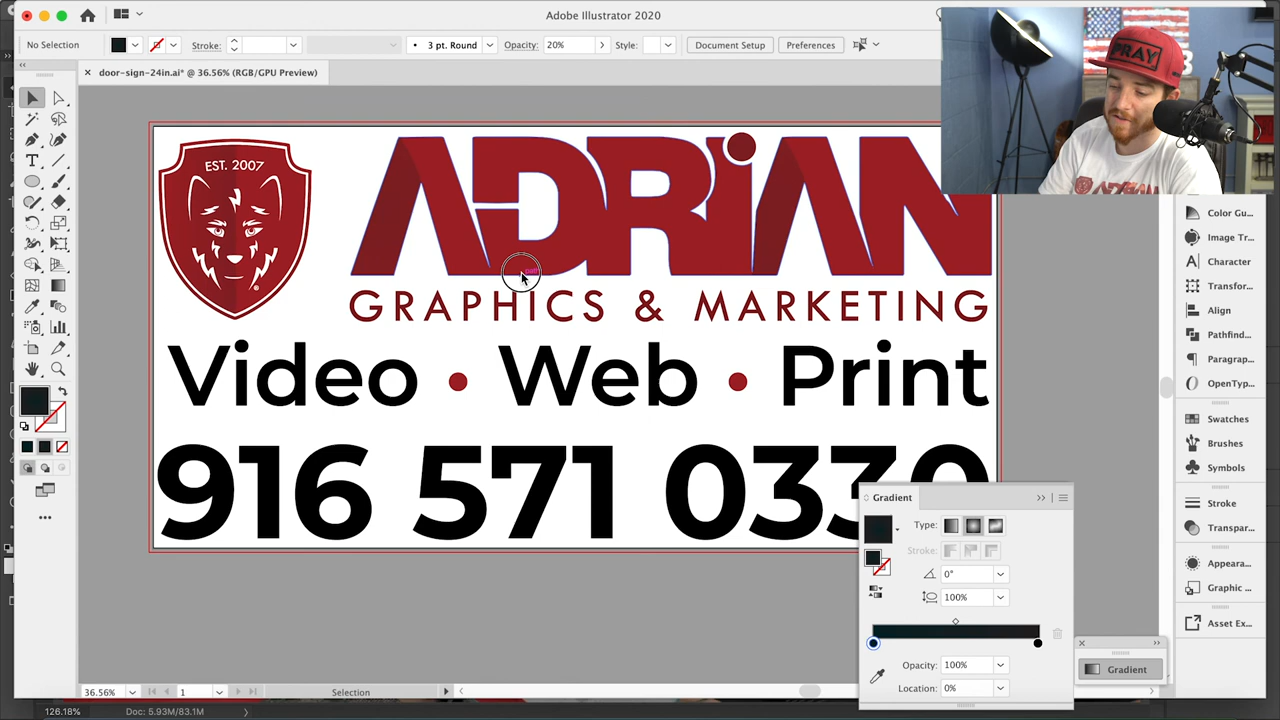 Adobe Illustrator 2020
No Selection
Stroke:
3 pt. Round
Opacity: 20%
Style:
Document Setup
Preferences
door-sign-24in.ai* @ 36.56% (RGB/GPU Preview)
PRAY
EST. 2007
ADRIAN
GRAPHICS & MARKETING
Video • Web • Print
916 571 0330
Color Gu...
Image Tr...
Character
Transfor...
Align
Pathfind...
Paragrap...
OpenTyp...
Swatches
Brushes
Symbols
Stroke
Transpar...
Appeara...
Graphic ...
Asset Ex...
Gradient
Type:
Stroke:
0°
100%
Opacity: 100%
Location: 0%
Gradient
36.56%
1
Selection
126.18%
Doc: 5.93M/83.1M